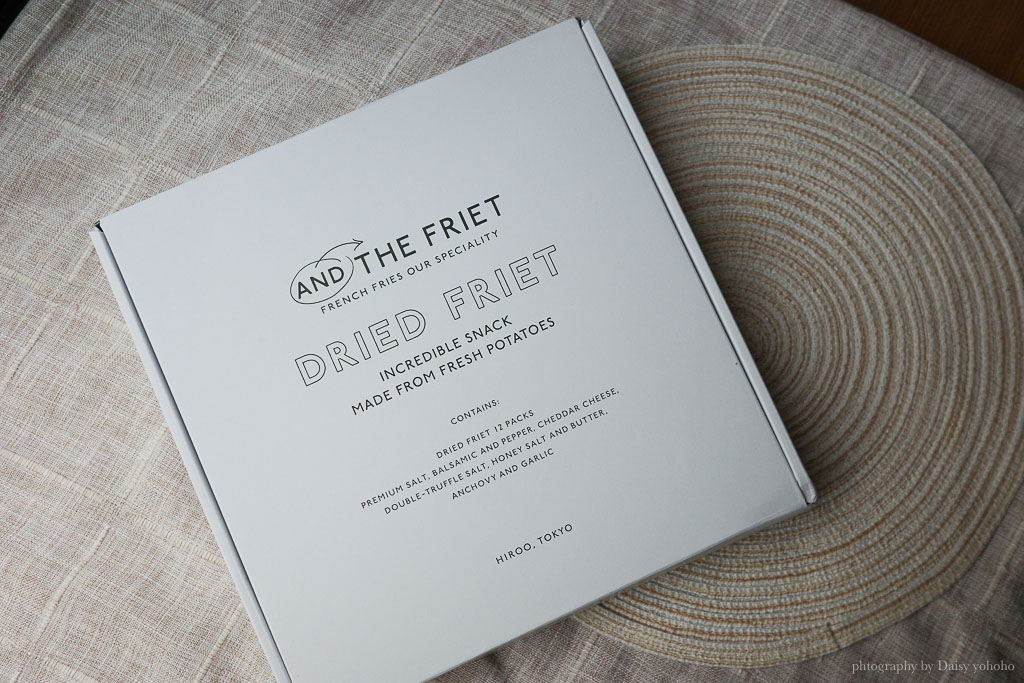 AND THE FRIET
FRENCH FRIES OUR SPECIALITY
DRIED FRIET
INCREDIBLE SNACK
MADE FROM FRESH POTATOES
CONTAINS:
DRIED FRIET 12 PACKS
PREMIUM SALT, BALSAMIC AND PEPPER, CHEDDAR CHEESE,
DOUBLE-TRUFFLE SALT, HONEY SALT AND BUTTER,
ANCHOVY AND GARLIC
HIROO, TOKYO
phtography by Daisy yohoho